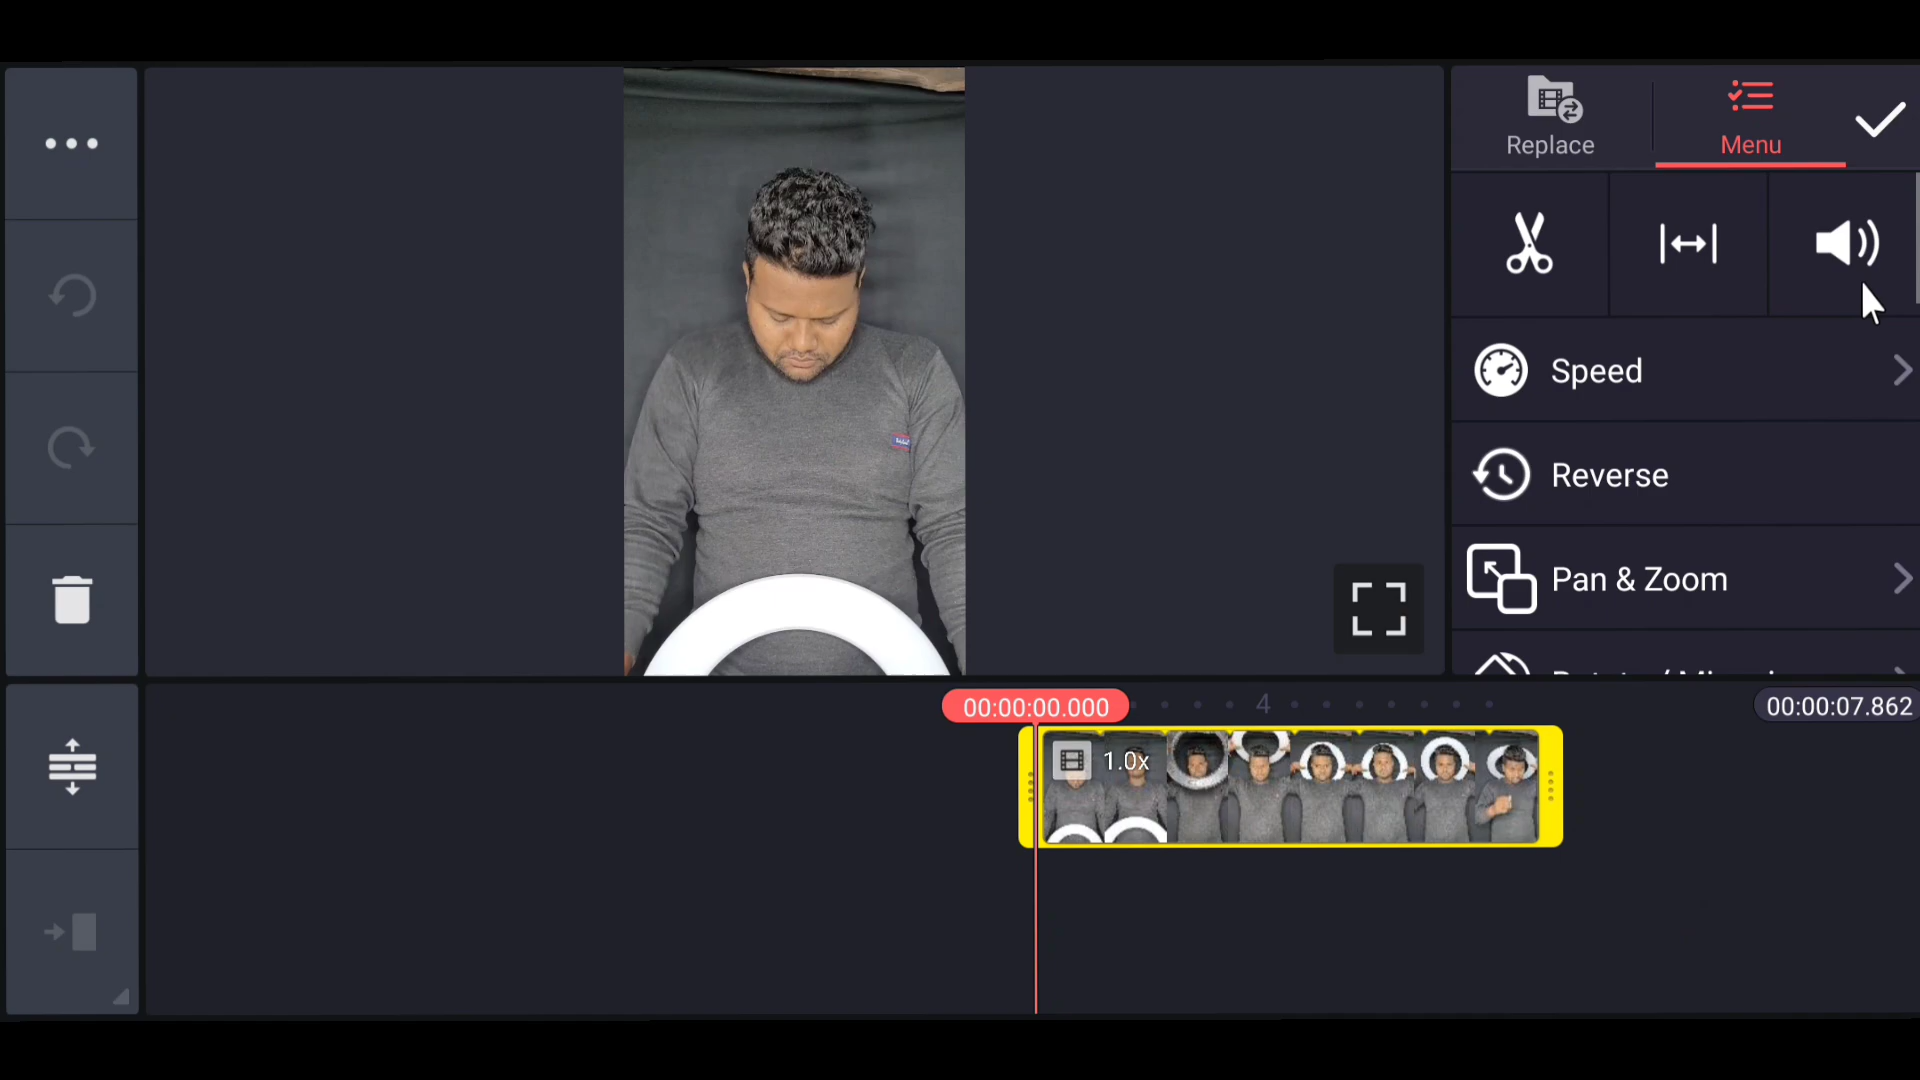 Replace
Menu
Speed
Reverse
Pan & Zoom
00:00:00.000
4
00:00:07.862
1.0x